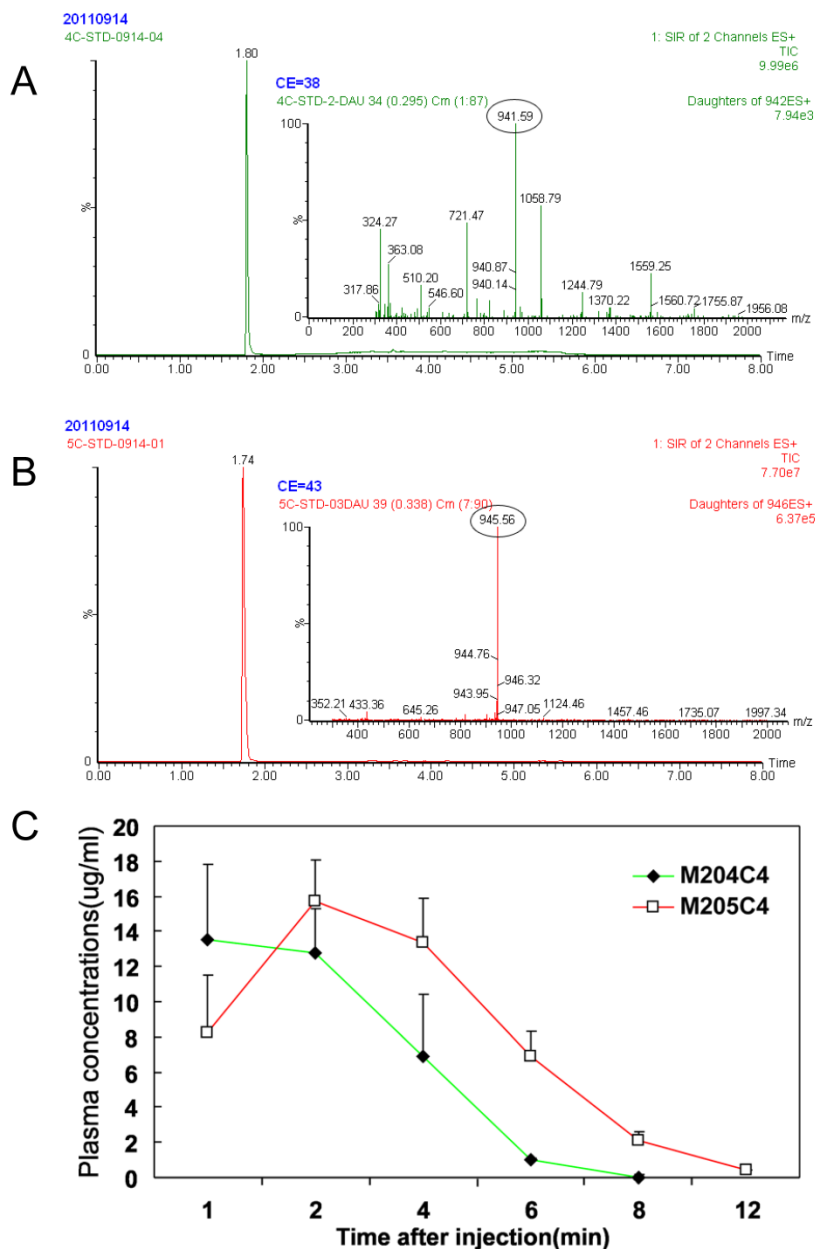 20110914
4C-STD-0914-04
1: SIR of 2 Channels ES+
TIC
9.99e6
A
1.80
CE=38
4C-STD-2-DAU 34 (0.295) Cm (1:87)
Daughters of 942ES+
7.94e3
100
941.59
%
324.27
363.08
317.86
510.20
546.60
721.47
940.87
940.14
1058.79
1244.79
1370.22
1559.25
1560.72
1755.87
1956.08
0
0 200 400 600 800 1000 1200 1400 1600 1800 2000 m/z
%
0
0.00 1.00 2.00 3.00 4.00 5.00 6.00 7.00 8.00 Time
20110914
5C-STD-0914-01
1: SIR of 2 Channels ES+
TIC
7.70e7
B
1.74
CE=43
5C-STD-03DAU 39 (0.338) Cm (7:90)
Daughters of 946ES+
6.37e5
100
945.56
%
944.76
946.32
943.95
947.05
352.21 433.36 645.26 1124.46 1457.46 1735.07 1997.34
0
400 600 800 1000 1200 1400 1600 1800 2000 m/z
%
0
0.00 1.00 2.00 3.00 4.00 5.00 6.00 7.00 8.00 Time
C
Plasma concentrations(ug/ml)
20
18
16
14
12
10
8
6
4
2
0
M204C4
M205C4
1 2 4 6 8 12
Time after injection(min)